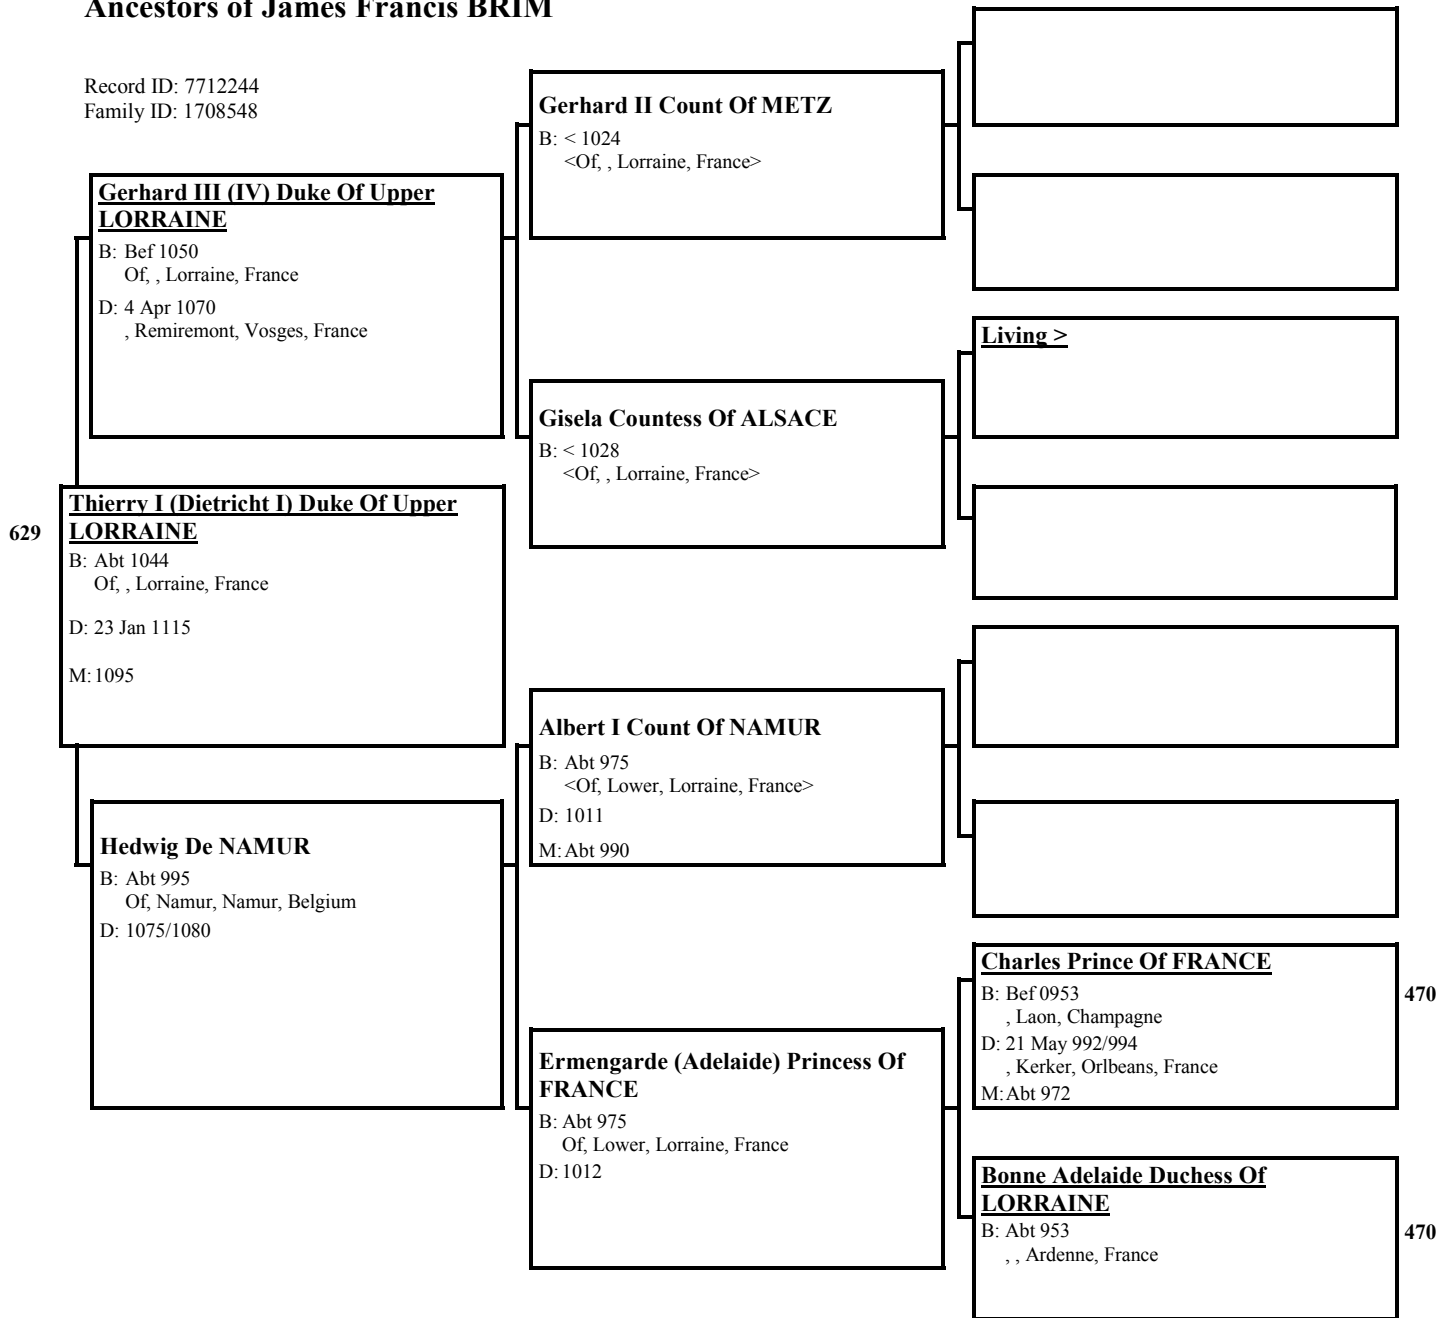 Ancestors of James Francis BRIM
Record ID: 7712244
Family ID: 1708548
Gerhard II Count Of METZ
B: < 1024
<Of, , Lorraine, France>
Gerhard III (IV) Duke Of Upper
LORRAINE
B: Bef 1050
Of, , Lorraine, France
D: 4 Apr 1070
, Remiremont, Vosges, France
Living >
Gisela Countess Of ALSACE
B: < 1028
<Of, , Lorraine, France>
629
Thierry I (Dietricht I) Duke Of Upper
LORRAINE
B: Abt 1044
Of, , Lorraine, France
D: 23 Jan 1115
M: 1095
Albert I Count Of NAMUR
B: Abt 975
<Of, Lower, Lorraine, France>
D: 1011
M: Abt 990
Hedwig De NAMUR
B: Abt 995
Of, Namur, Namur, Belgium
D: 1075/1080
Charles Prince Of FRANCE
B: Bef 0953
, Laon, Champagne
D: 21 May 992/994
, Kerker, Orlbeans, France
M: Abt 972
470
Ermengarde (Adelaide) Princess Of
FRANCE
B: Abt 975
Of, Lower, Lorraine, France
D: 1012
Bonne Adelaide Duchess Of
LORRAINE
B: Abt 953
, , Ardenne, France
470